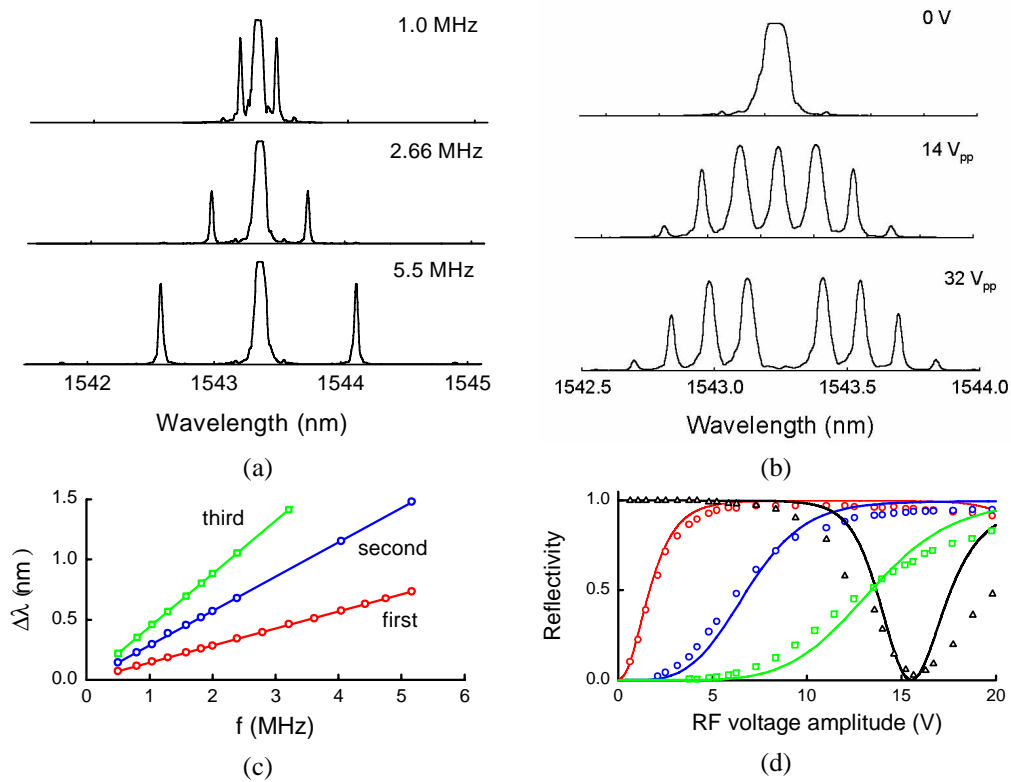 1.0 MHz
2.66 MHz
5.5 MHz
1542 1543 1544 1545
Wavelength (nm)
(a)
0 V
14 Vpp
32 Vpp
1542.5 1543.0 1543.5 1544.0
Wavelength (nm)
(b)
1.5
1.0
0.5
0.0
Δλ (nm)
third
second
first
0 1 2 3 4 5 6
f (MHz)
(c)
1.0
0.5
0.0
Reflectivity
0 5 10 15 20
RF voltage amplitude (V)
(d)